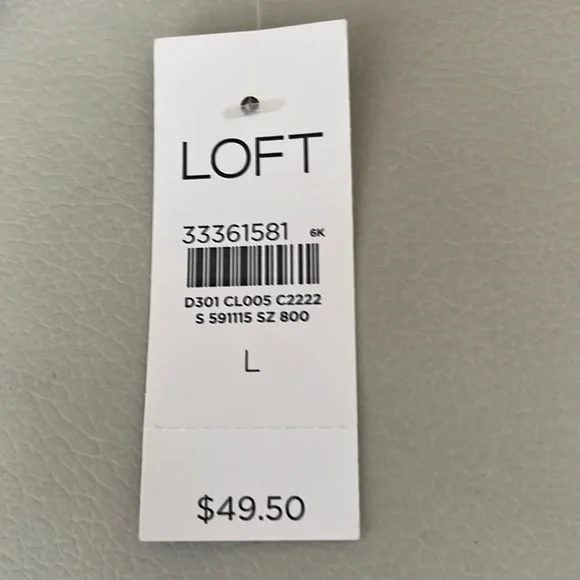 LOFT
33361581 6K
D301 CL005 C2222
S 591115 SZ 800
L
$49.50